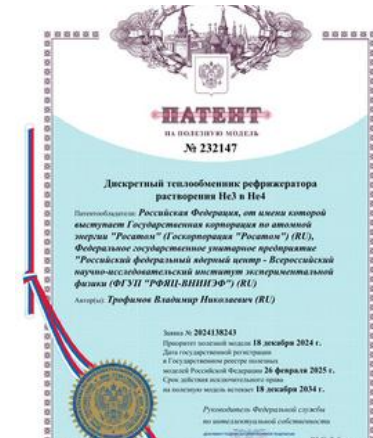 ПАТЕНТ
НА ПОЛЕЗНУЮ МОДЕЛЬ
№ 232147
Дискретный теплообменник рефрижератора
растворения He3 в He4
Патентообладатели: Российская Федерация, от имени которой
выступает Государственная корпорация по атомной
энергии "Росатом" (Госкорпорация "Росатом") (RU),
Федеральное государственное унитарное предприятие
"Российский федеральный ядерный центр - Всероссийский
научно-исследовательский институт экспериментальной
физики (ФГУП "РФЯЦ-ВНИИЭФ") (RU)
Автор(ы): Трофимов Владимир Николаевич (RU)
Заявка № 2024138243
Приоритет полезной модели 18 декабря 2024 г.
Дата государственной регистрации
в Государственном реестре полезных
моделей Российской Федерации 26 февраля 2025 г.
Срок действия исключительного права
на полезную модель истекает 18 декабря 2034 г.
Руководитель Федеральной службы
по интеллектуальной собственности